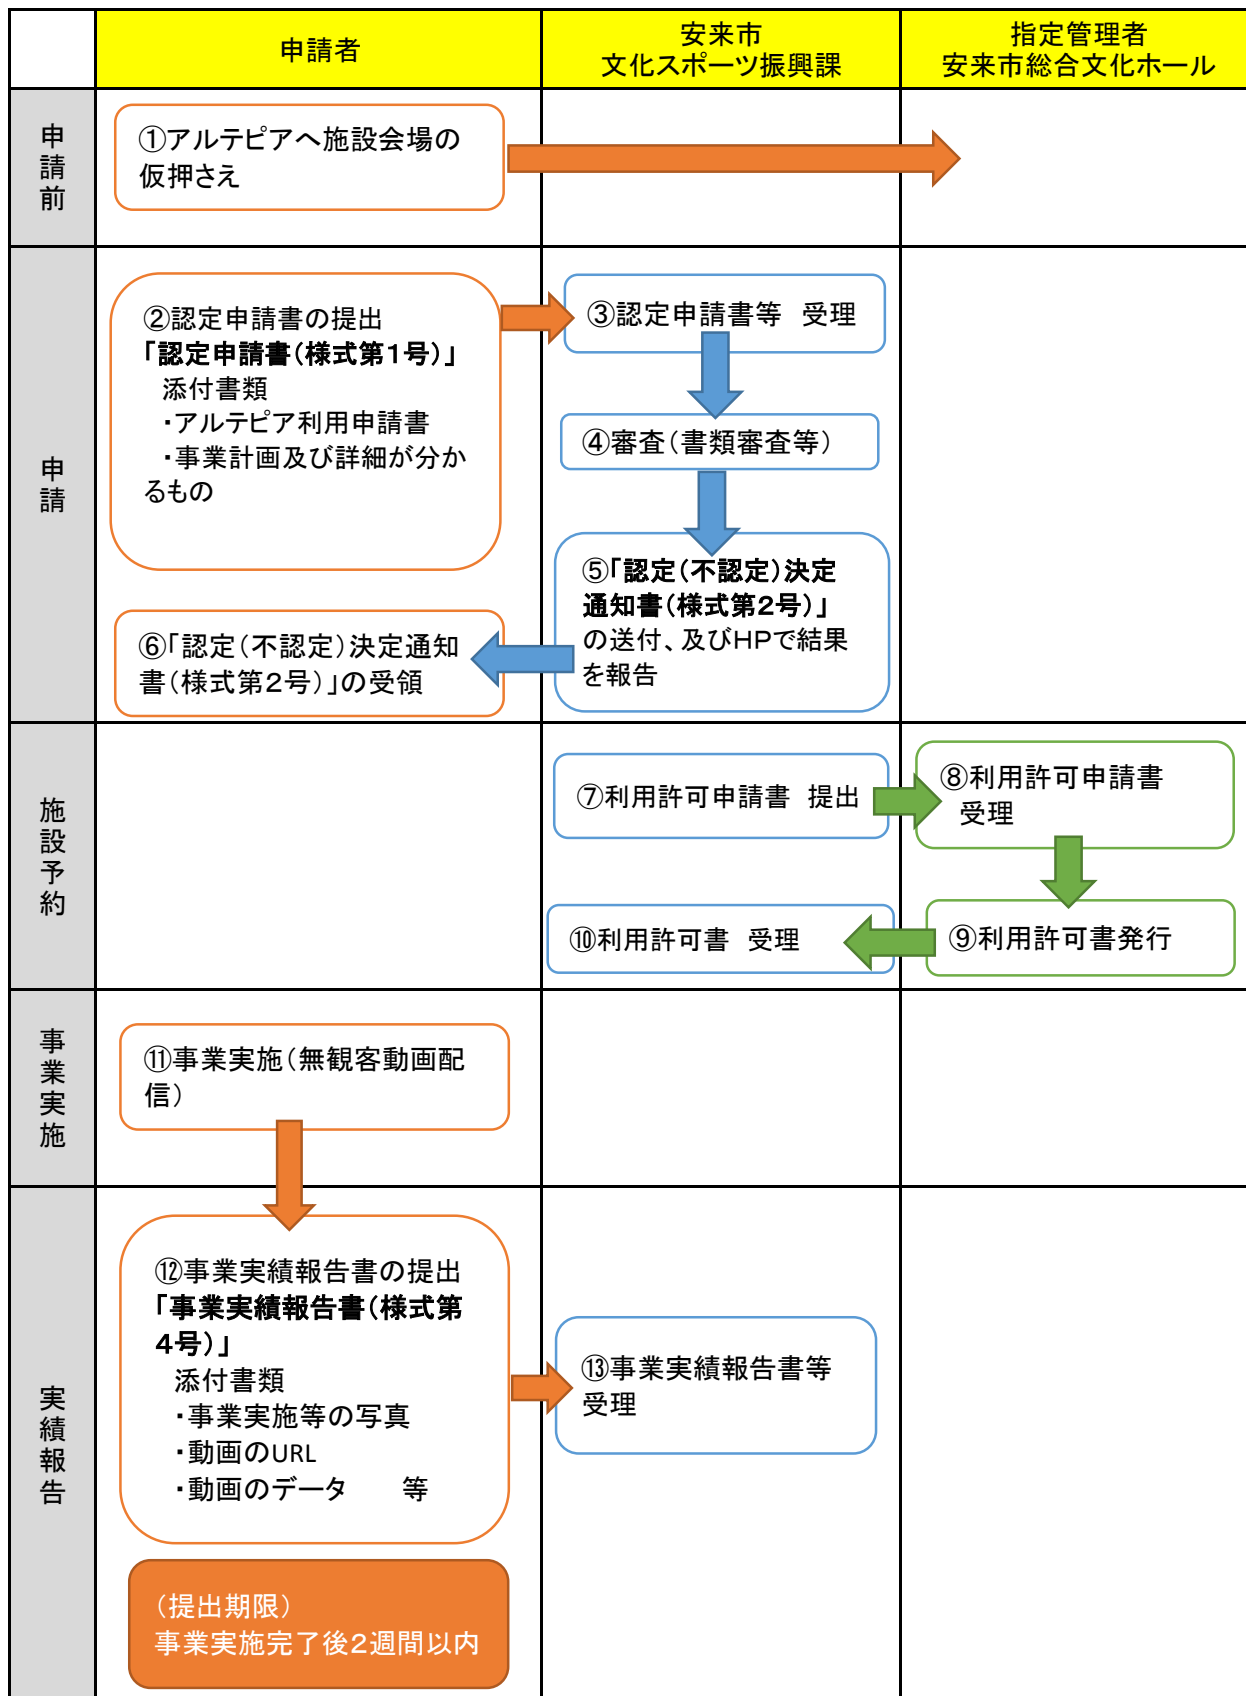 申請者
安来市
文化スポーツ振興課
指定管理者
安来市総合文化ホール
申請前
①アルテピアへ施設会場の
仮押さえ
申請
②認定申請書の提出
「認定申請書(様式第1号)」
添付書類
・アルテピア利用申請書
・事業計画及び詳細が分か
るもの
③認定申請書等　受理
④審査(書類審査等)
⑤「認定(不認定)決定
通知書(様式第2号)」
の送付、及びHPで結果
を報告
⑥「認定(不認定)決定通知
書(様式第2号)」の受領
施設予約
⑦利用許可申請書　提出
⑧利用許可申請書
受理
⑨利用許可書発行
⑩利用許可書　受理
事業実施
⑪事業実施(無観客動画配
信)
実績報告
⑫事業実績報告書の提出
「事業実績報告書(様式第
4号)」
添付書類
・事業実施等の写真
・動画のURL
・動画のデータ　　等
⑬事業実績報告書等
受理
(提出期限)
事業実施完了後2週間以内